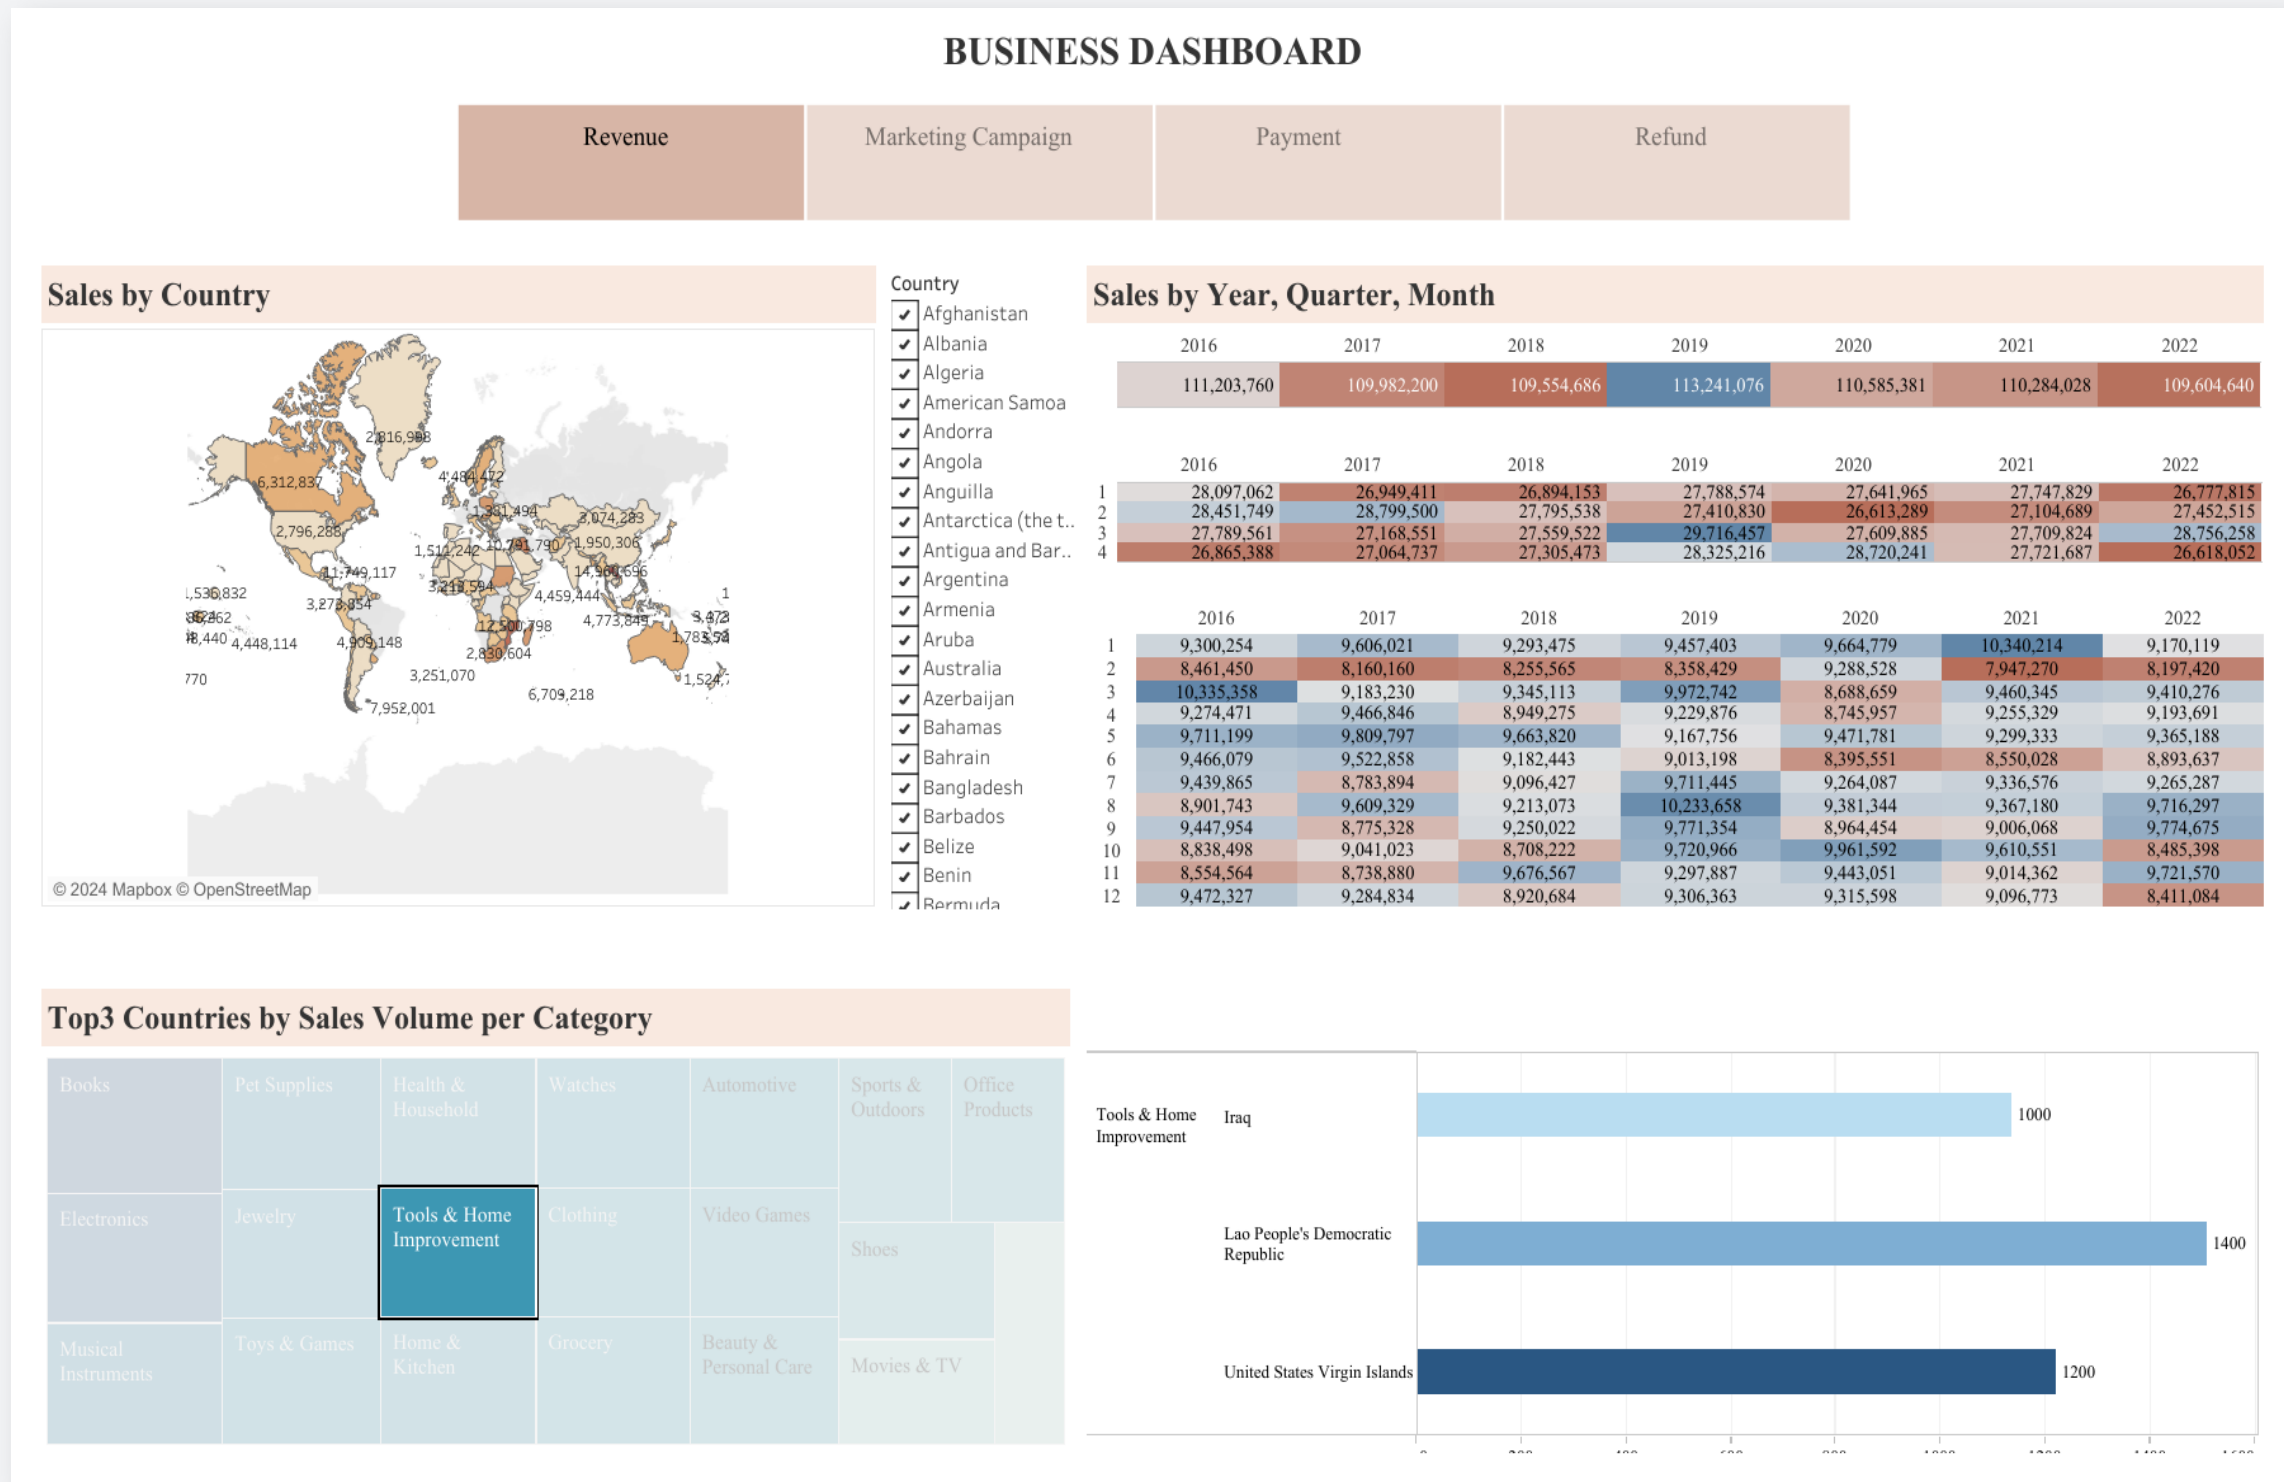 BUSINESS DASHBOARD
Revenue Marketing Campaign Payment Refund
Sales by Country
2,816,998
6,312,837
4,484,472
2,796,288
1,381,494
3,074,283
1,511,242
10,791,790
1,950,306
11,749,117
3,213,594
14,960,696
3,273,854
4,459,444
4,773,849
4,448,114
4,909,148
12,500,798
2,830,604
3,251,070
6,709,218
7,952,001
© 2024 Mapbox © OpenStreetMap
Country
Afghanistan
Albania
Algeria
American Samoa
Andorra
Angola
Anguilla
Antarctica (the t..
Antigua and Bar..
Argentina
Armenia
Aruba
Australia
Azerbaijan
Bahamas
Bahrain
Bangladesh
Barbados
Belize
Benin
Bermuda
Sales by Year, Quarter, Month
2016 2017 2018 2019 2020 2021 2022
111,203,760 109,982,200 109,554,686 113,241,076 110,585,381 110,284,028 109,604,640
2016 2017 2018 2019 2020 2021 2022
1 28,097,062 26,949,411 26,894,153 27,788,574 27,641,965 27,747,829 26,777,815
2 28,451,749 28,799,500 27,795,538 27,410,830 26,613,289 27,104,689 27,452,515
3 27,789,561 27,168,551 27,559,522 29,716,457 27,609,885 27,709,824 28,756,258
4 26,865,388 27,064,737 27,305,473 28,325,216 28,720,241 27,721,687 26,618,052
2016 2017 2018 2019 2020 2021 2022
1 9,300,254 9,606,021 9,293,475 9,457,403 9,664,779 10,340,214 9,170,119
2 8,461,450 8,160,160 8,255,565 8,358,429 9,288,528 7,947,270 8,197,420
3 10,335,358 9,183,230 9,345,113 9,972,742 8,688,659 9,460,345 9,410,276
4 9,274,471 9,466,846 8,949,275 9,229,876 8,745,957 9,255,329 9,193,691
5 9,711,199 9,809,797 9,663,820 9,167,756 9,471,781 9,299,333 9,365,188
6 9,466,079 9,522,858 9,182,443 9,013,198 8,395,551 8,550,028 8,893,637
7 9,439,865 8,783,894 9,096,427 9,711,445 9,264,087 9,336,576 9,265,287
8 8,901,743 9,609,329 9,213,073 10,233,658 9,381,344 9,367,180 9,716,297
9 9,447,954 8,775,328 9,250,022 9,771,354 8,964,454 9,006,068 9,774,675
10 8,838,498 9,041,023 8,708,222 9,720,966 9,961,592 9,610,551 8,485,398
11 8,554,564 8,738,880 9,676,567 9,297,887 9,443,051 9,014,362 9,721,570
12 9,472,327 9,284,834 8,920,684 9,306,363 9,315,598 9,096,773 8,411,084
Top3 Countries by Sales Volume per Category
Books
Electronics
Musical
Instruments
Pet Supplies
Jewelry
Toys & Games
Health &
Household
Tools & Home
Improvement
Home &
Kitchen
Watches
Clothing
Grocery
Automotive
Video Games
Beauty &
Personal Care
Sports &
Outdoors
Office
Products
Shoes
Movies & TV
Tools & Home
Improvement
Iraq 1000
Lao People's Democratic
Republic
1400
United States Virgin Islands 1200